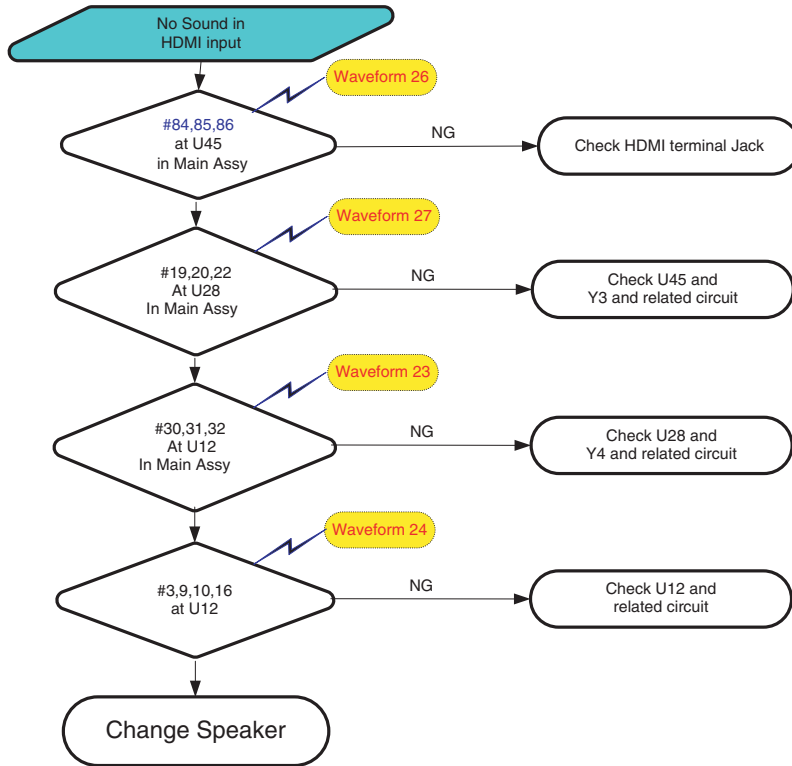 No Sound in
HDMI input
Waveform 26
#84,85,86
at U45
in Main Assy
NG
Check HDMI terminal Jack
Waveform 27
#19,20,22
At U28
In Main Assy
NG
Check U45 and
Y3 and related circuit
Waveform 23
#30,31,32
At U12
In Main Assy
NG
Check U28 and
Y4 and related circuit
Waveform 24
#3,9,10,16
at U12
NG
Check U12 and
related circuit
Change Speaker